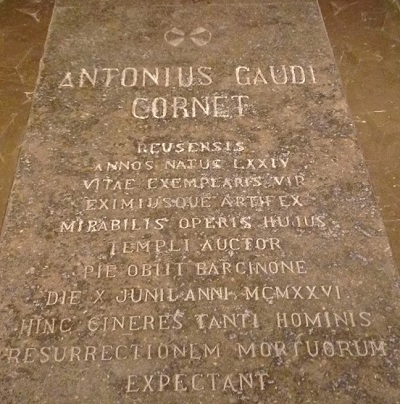 ANTONIUS GAUDI
CORNET
REUSENSIS
ANNOS NATUS LXXIV
VITAE EXEMPLARIS VIR
EXIMIUSQUE ARTIFEX
MIRABILIS OPERIS HUIUS
TEMPLI AUCTOR
PIE OBIIT BARCINONE
DIE X JUNII ANNI MCMXXVI
HINC CINERES TANTI HOMINIS
RESURRECTIONEM MORTUORUM
EXPECTANT